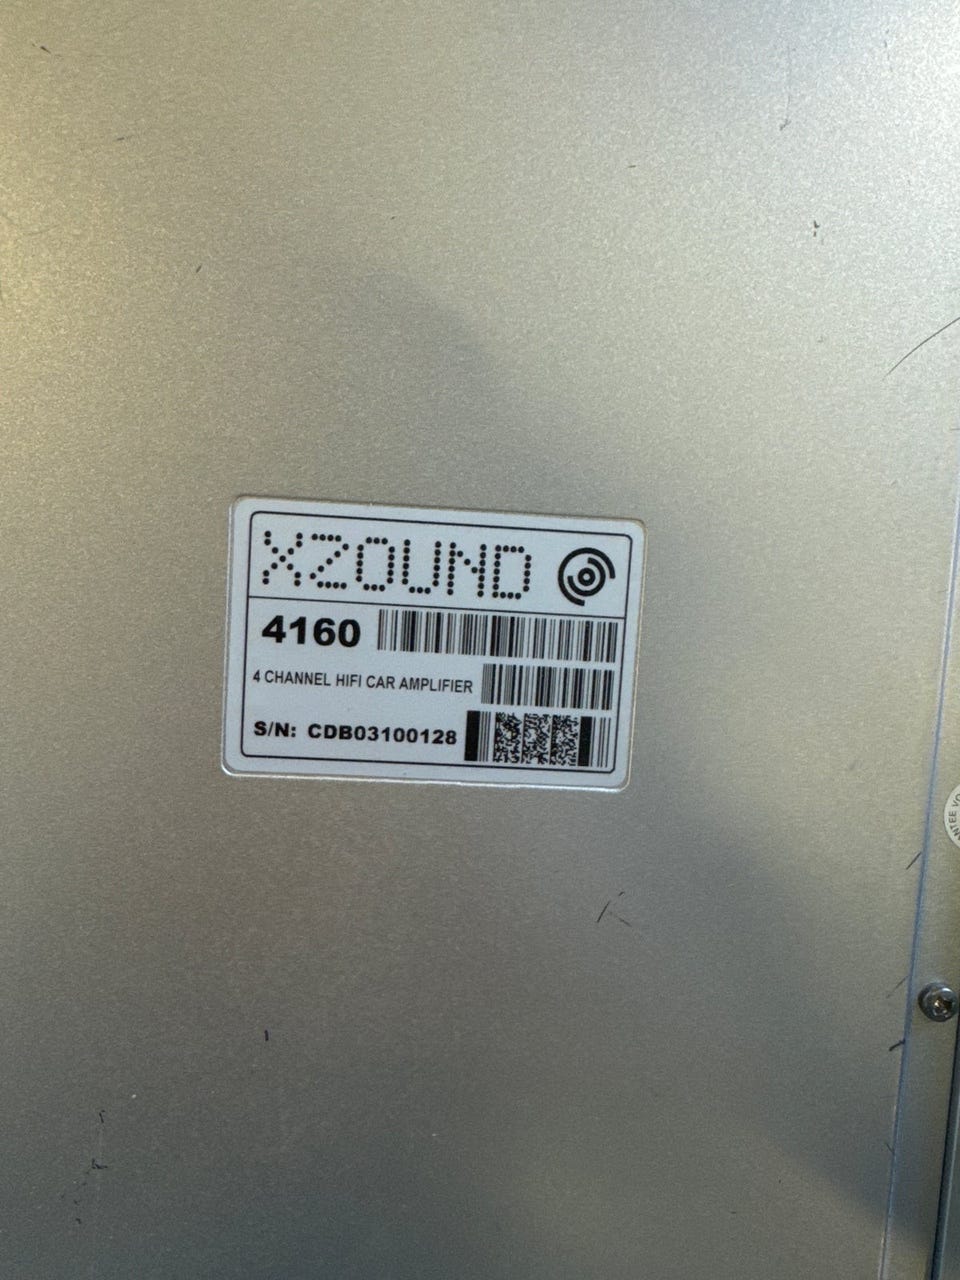 XZOUND
4160
4 CHANNEL HIFI CAR AMPLIFIER
S/N: CDB03100128